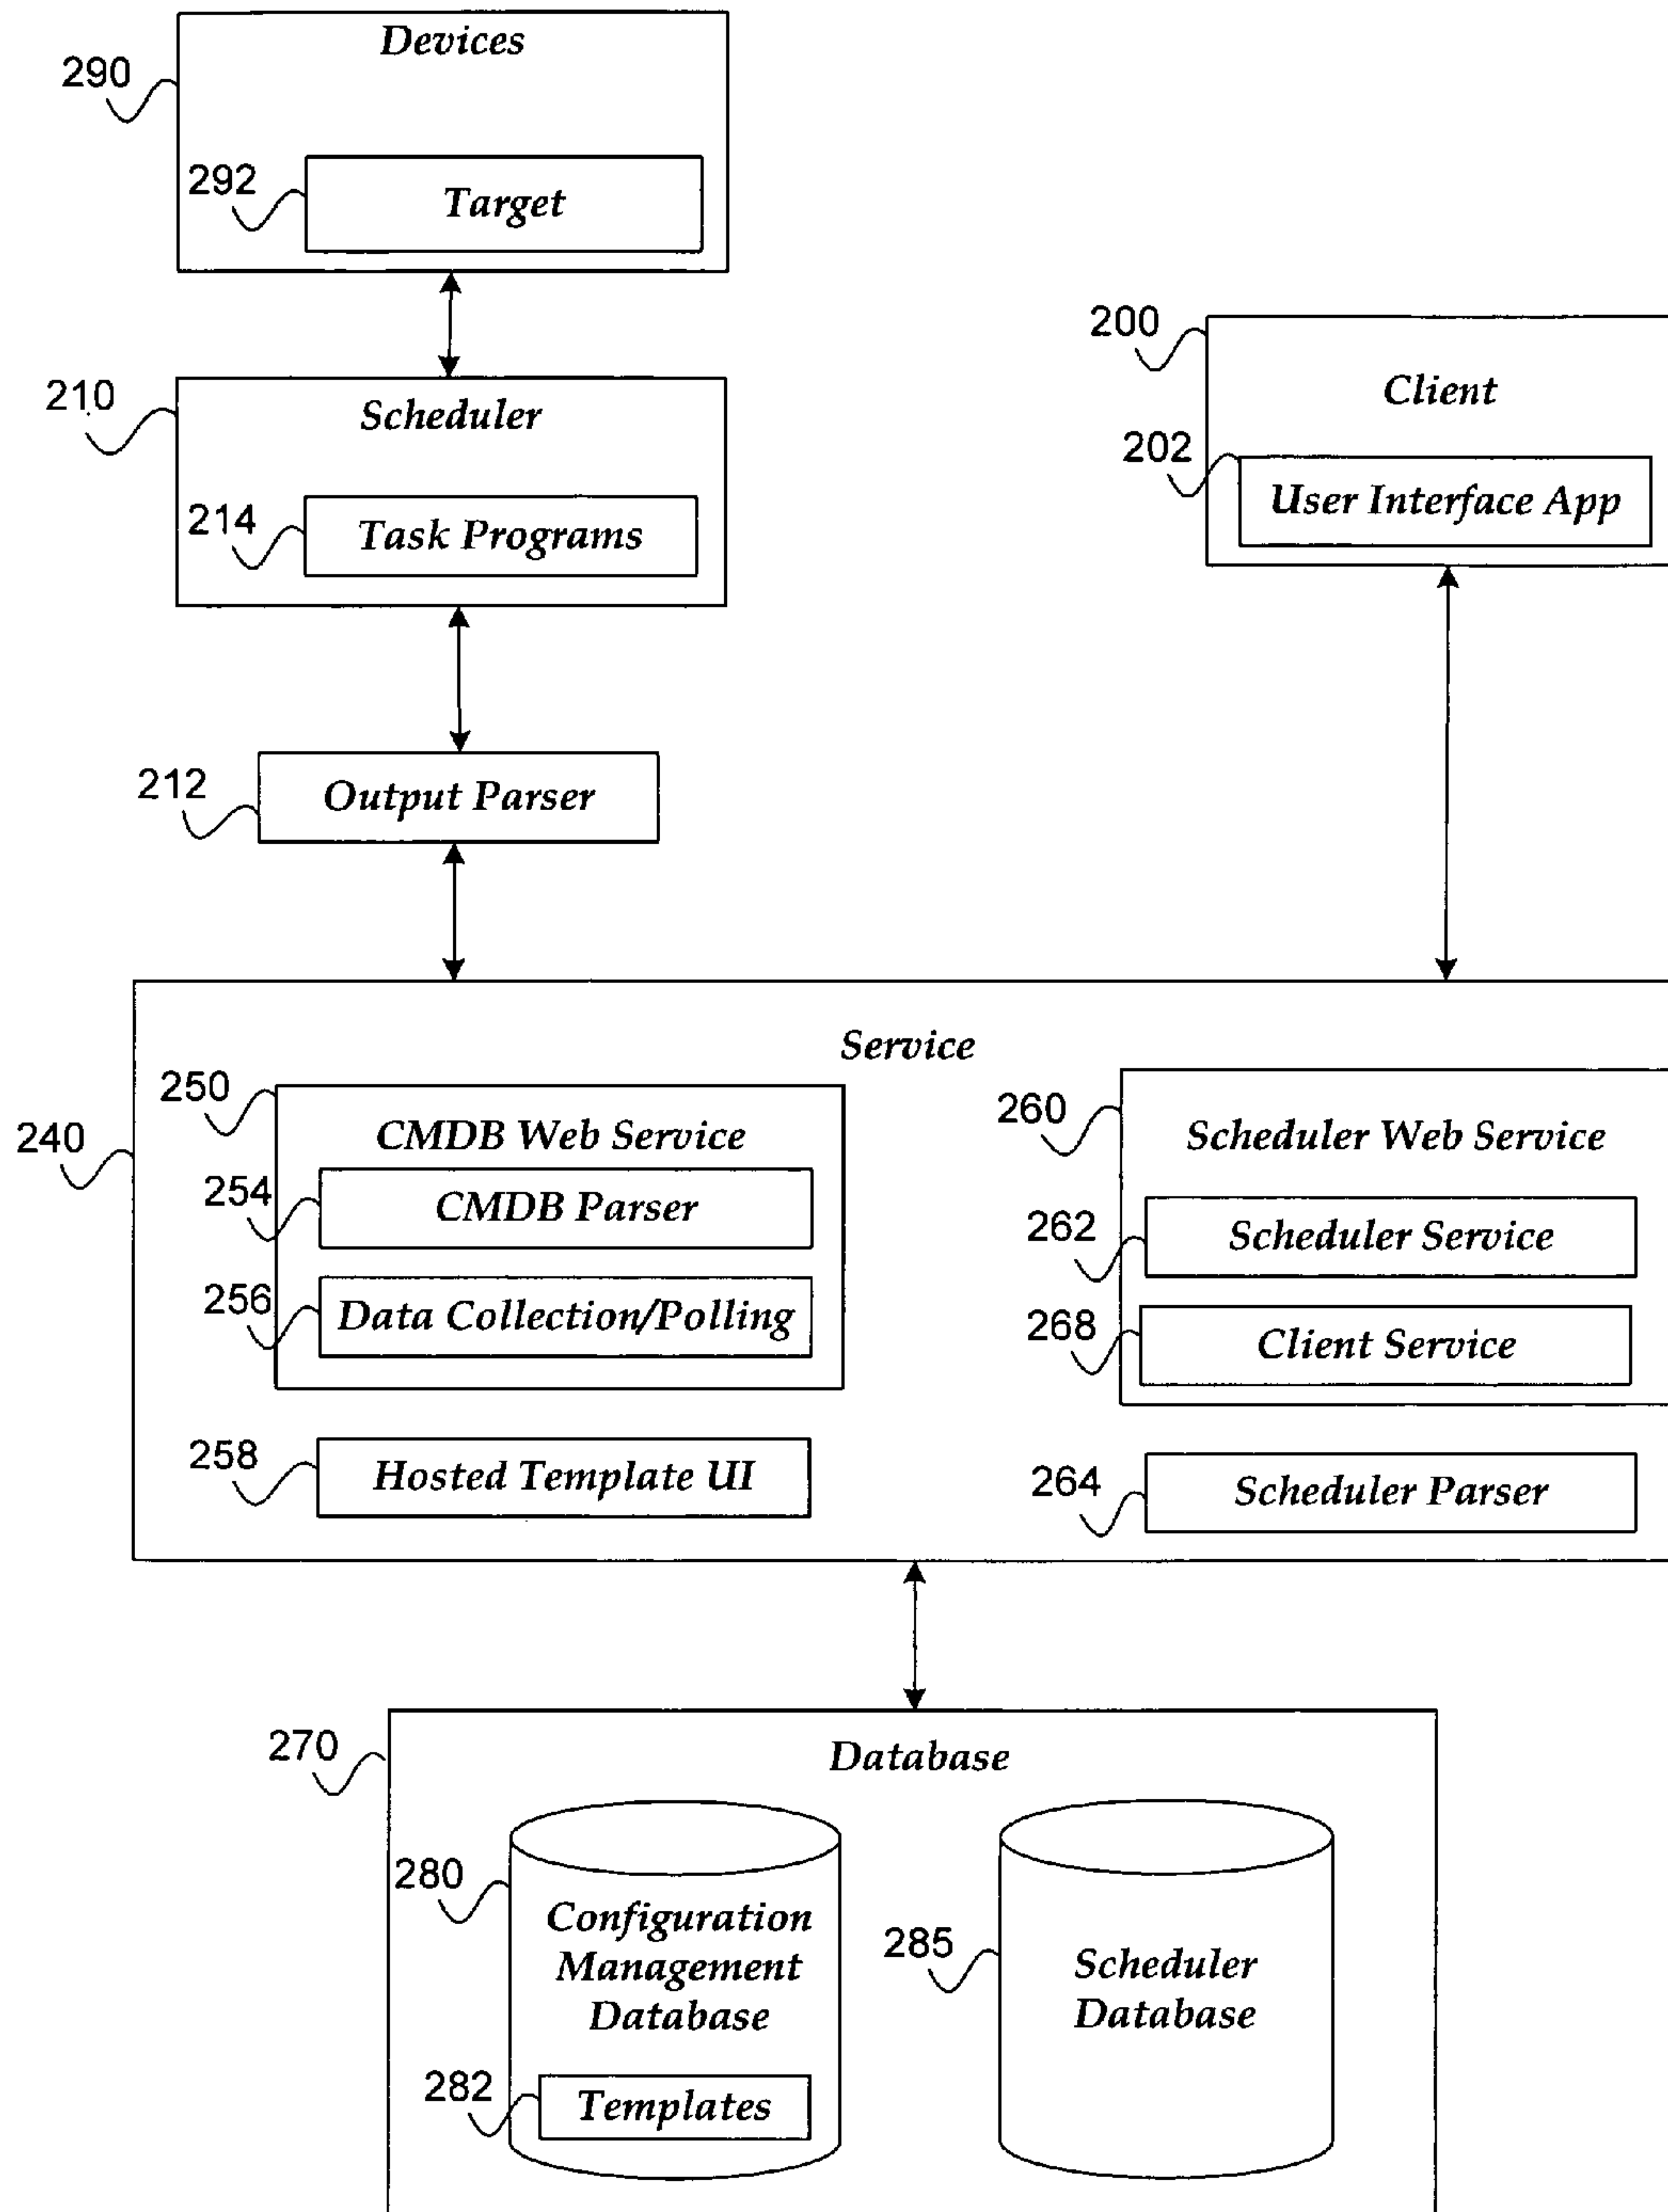 Devices
290
292
Target
200
Client
210
Scheduler
202
User Interface App
214
Task Programs
212
Output Parser
Service
250
260
240
CMDB Web Service
Scheduler Web Service
254
CMDB Parser
262
Scheduler Service
256
Data Collection/Polling
268
Client Service
258
Hosted Template UI
264
Scheduler Parser
270
Database
280
Configuration
Management
Database
285
Scheduler
Database
282
Templates